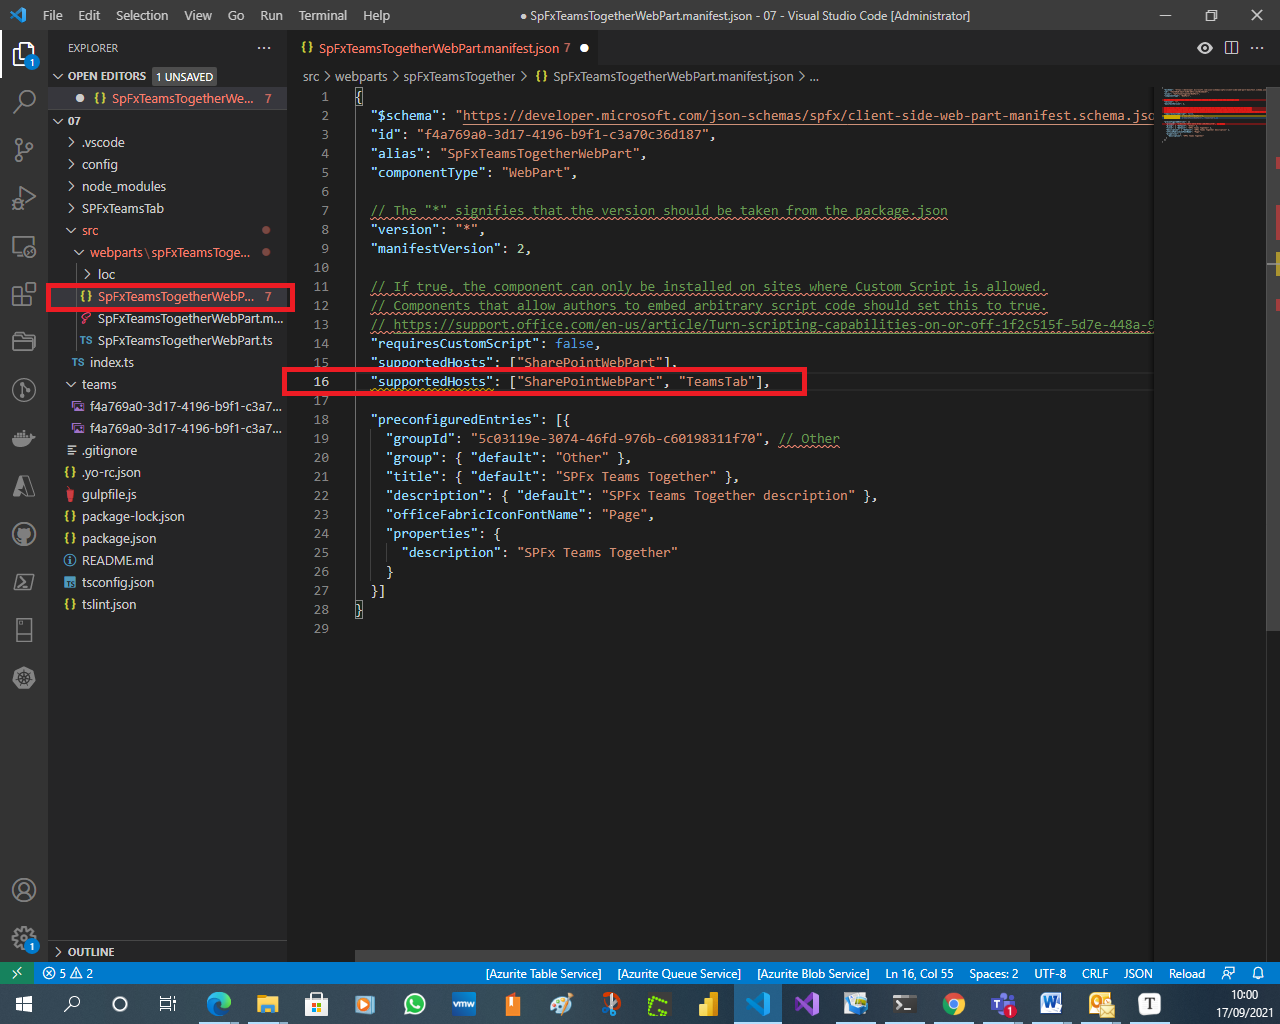 File Edit Selection View Go Run Terminal Help
● SpFxTeamsTogetherWebPart.manifest.json - 07 - Visual Studio Code [Administrator]
EXPLORER
OPEN EDITORS 1 UNSAVED
SpFxTeamsTogetherWe... 7
07
.vscode
config
node_modules
SPFxTeamsTab
src
webparts\spFxTeamsToge...
loc
SpFxTeamsTogetherWebP... 7
SpFxTeamsTogetherWebPart.m...
TS SpFxTeamsTogetherWebPart.ts
TS index.ts
teams
f4a769a0-3d17-4196-b9f1-c3a7...
f4a769a0-3d17-4196-b9f1-c3a7...
.gitignore
{} .yo-rc.json
gulpfile.js
{} package-lock.json
{} package.json
README.md
TS tsconfig.json
{} tslint.json
OUTLINE
{} SpFxTeamsTogetherWebPart.manifest.json 7 ●
src > webparts > spFxTeamsTogether > {} SpFxTeamsTogetherWebPart.manifest.json > ...
1 {
2 "$schema": "https://developer.microsoft.com/json-schemas/spfx/client-side-web-part-manifest.schema.jso
3 "id": "f4a769a0-3d17-4196-b9f1-c3a70c36d187",
4 "alias": "SpFxTeamsTogetherWebPart",
5 "componentType": "WebPart",
6
7 // The "*" signifies that the version should be taken from the package.json
8 "version": "*",
9 "manifestVersion": 2,
10
11 // If true, the component can only be installed on sites where Custom Script is allowed.
12 // Components that allow authors to embed arbitrary script code should set this to true.
13 // https://support.office.com/en-us/article/Turn-scripting-capabilities-on-or-off-1f2c515f-5d7e-448a-9
14 "requiresCustomScript": false,
15 "supportedHosts": ["SharePointWebPart"],
16 "supportedHosts": ["SharePointWebPart", "TeamsTab"],
17
18 "preconfiguredEntries": [{
19 "groupId": "5c03119e-3074-46fd-976b-c60198311f70", // Other
20 "group": { "default": "Other" },
21 "title": { "default": "SPFx Teams Together" },
22 "description": { "default": "SPFx Teams Together description" },
23 "officeFabricIconFontName": "Page",
24 "properties": {
25 "description": "SPFx Teams Together"
26 }
27 }]
28 }
29
5 2 [Azurite Table Service] [Azurite Queue Service] [Azurite Blob Service] Ln 16, Col 55 Spaces: 2 UTF-8 CRLF JSON Reload
vmw
10:00
17/09/2021